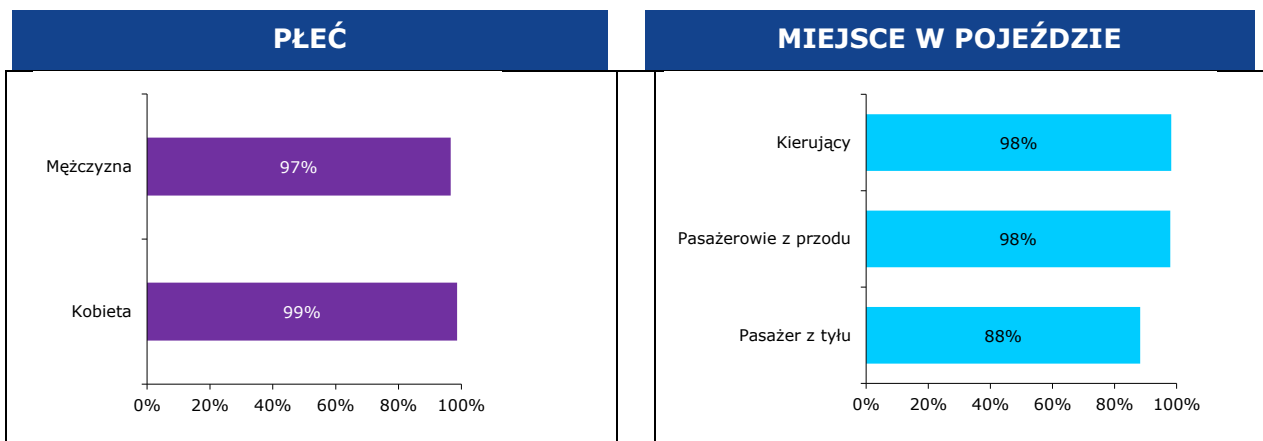 PŁEĆ
Mężczyzna
97%
Kobieta
99%
0% 20% 40% 60% 80% 100%
MIEJSCE W POJEŹDZIE
Kierujący
98%
Pasażerowie z przodu
98%
Pasażer z tyłu
88%
0% 20% 40% 60% 80% 100%